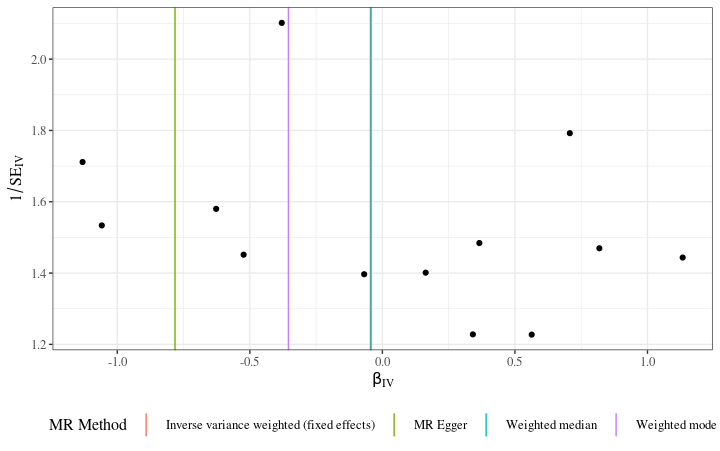 2.0
1.8
1.6
1.4
1.2
1/SE_IV
-1.0 -0.5 0.0 0.5 1.0
β_IV
MR Method Inverse variance weighted (fixed effects) MR Egger Weighted median Weighted mode